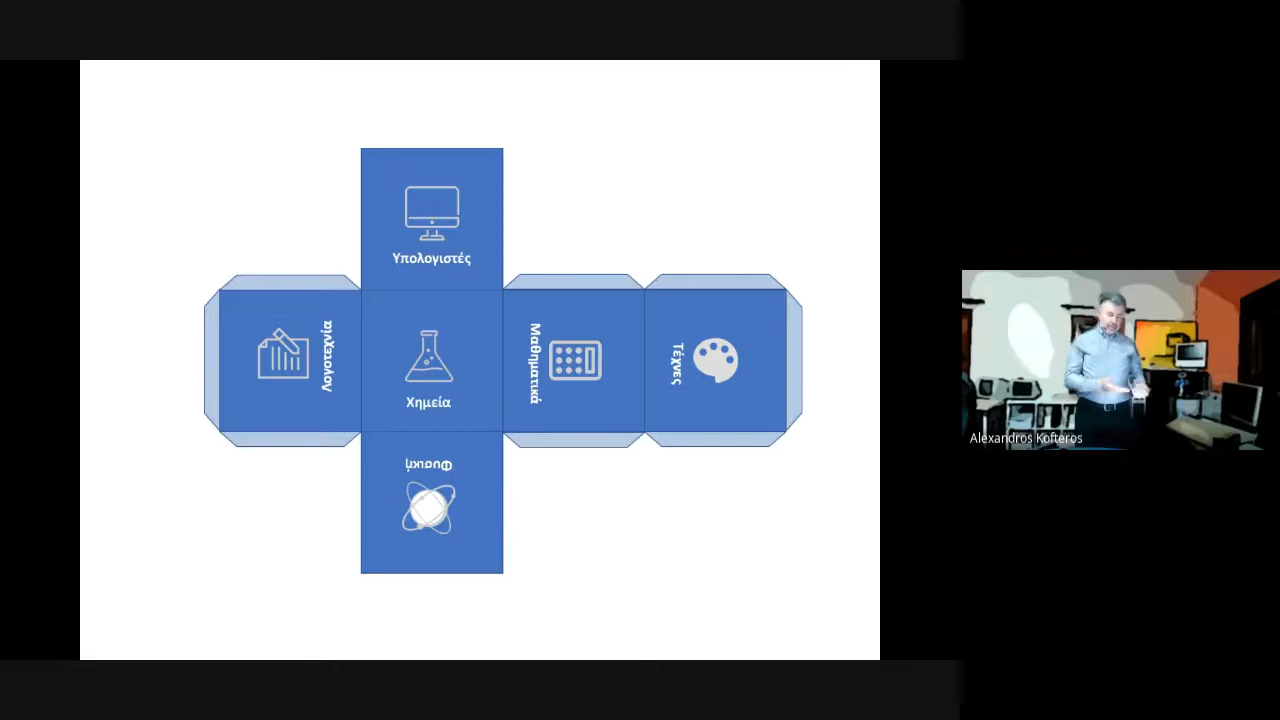 Υπολογιστές
Λογοτεχνία
Χημεία
Μαθηματικά
Τέχνες
Φυσική
Alexandros Kofteros